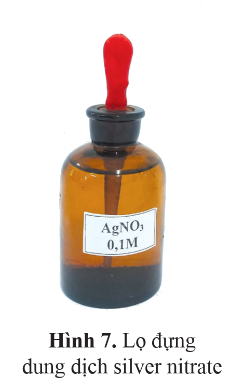 AgNO₃
0,1M
Hình 7. Lọ đựng
dung dịch silver nitrate